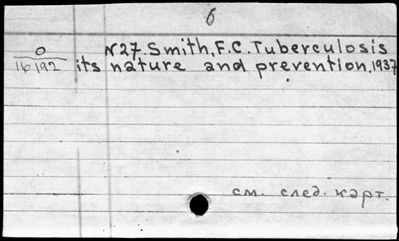 6
0
16192
N27. Smith, F.C. Tuberculosis
its nature and prevention, 1937
см. след. карт.